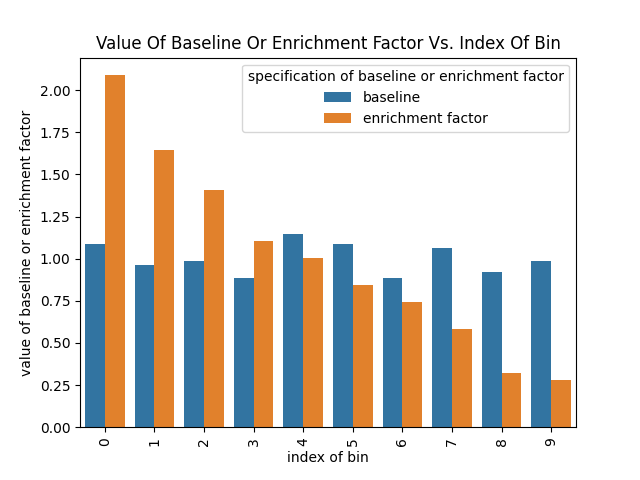 Value Of Baseline Or Enrichment Factor Vs. Index Of Bin
specification of baseline or enrichment factor
baseline
enrichment factor
value of baseline or enrichment factor
2.00
1.75
1.50
1.25
1.00
0.75
0.50
0.25
0.00
0 1 2 3 4 5 6 7 8 9
index of bin